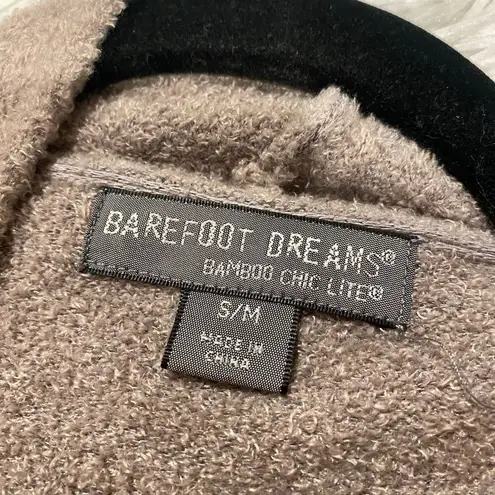 BAREFOOT DREAMS®
BAMBOO CHIC LITE®
S/M
MADE IN
CHINA